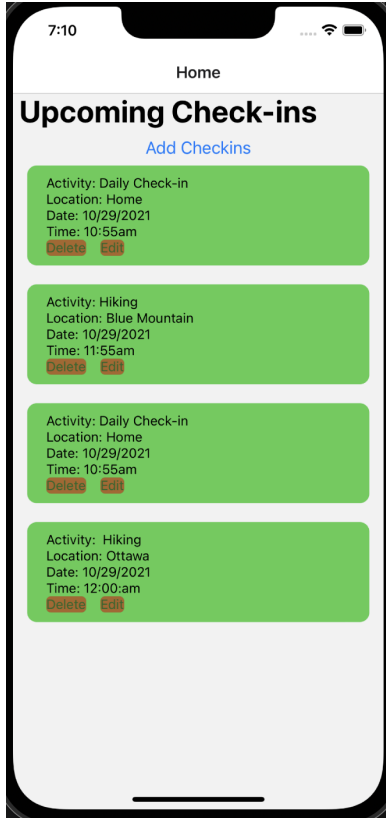 7:10
Home
Upcoming Check-ins
Add Checkins
Activity: Daily Check-in
Location: Home
Date: 10/29/2021
Time: 10:55am
Delete Edit
Activity: Hiking
Location: Blue Mountain
Date: 10/29/2021
Time: 11:55am
Delete Edit
Activity: Daily Check-in
Location: Home
Date: 10/29/2021
Time: 10:55am
Delete Edit
Activity:  Hiking
Location: Ottawa
Date: 10/29/2021
Time: 12:00:am
Delete Edit